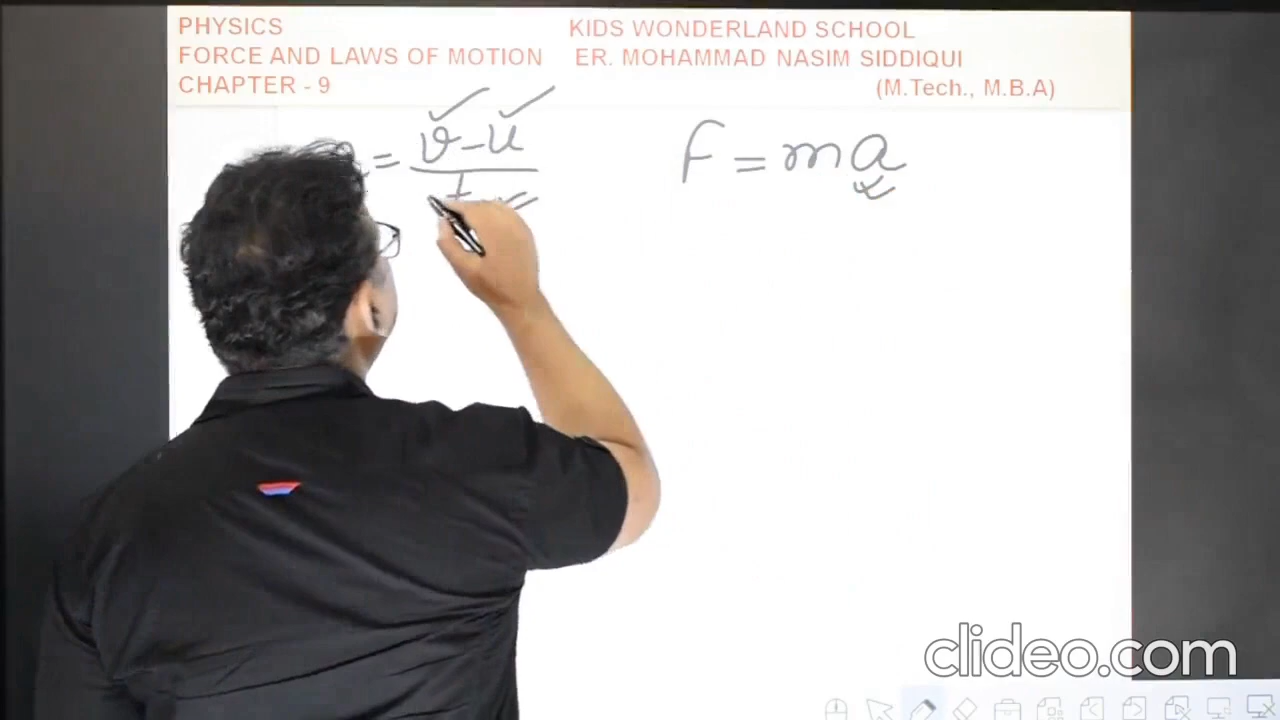 PHYSICS KIDS WONDERLAND SCHOOL
FORCE AND LAWS OF MOTION ER. MOHAMMAD NASIM SIDDIQUI
CHAPTER - 9 (M.Tech., M.B.A)
= v-u
t
F = ma
clideo.com